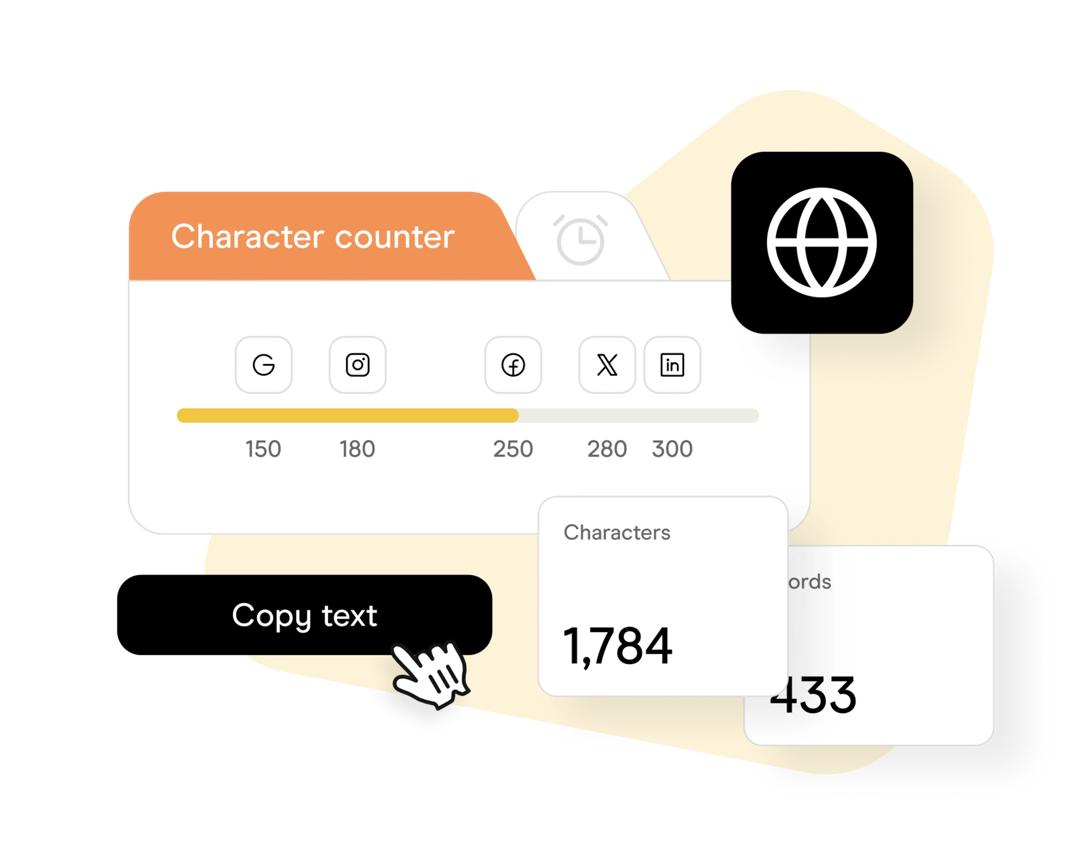 Character counter
150 180 250 280 300
Characters
1,784
ords
433
Copy text